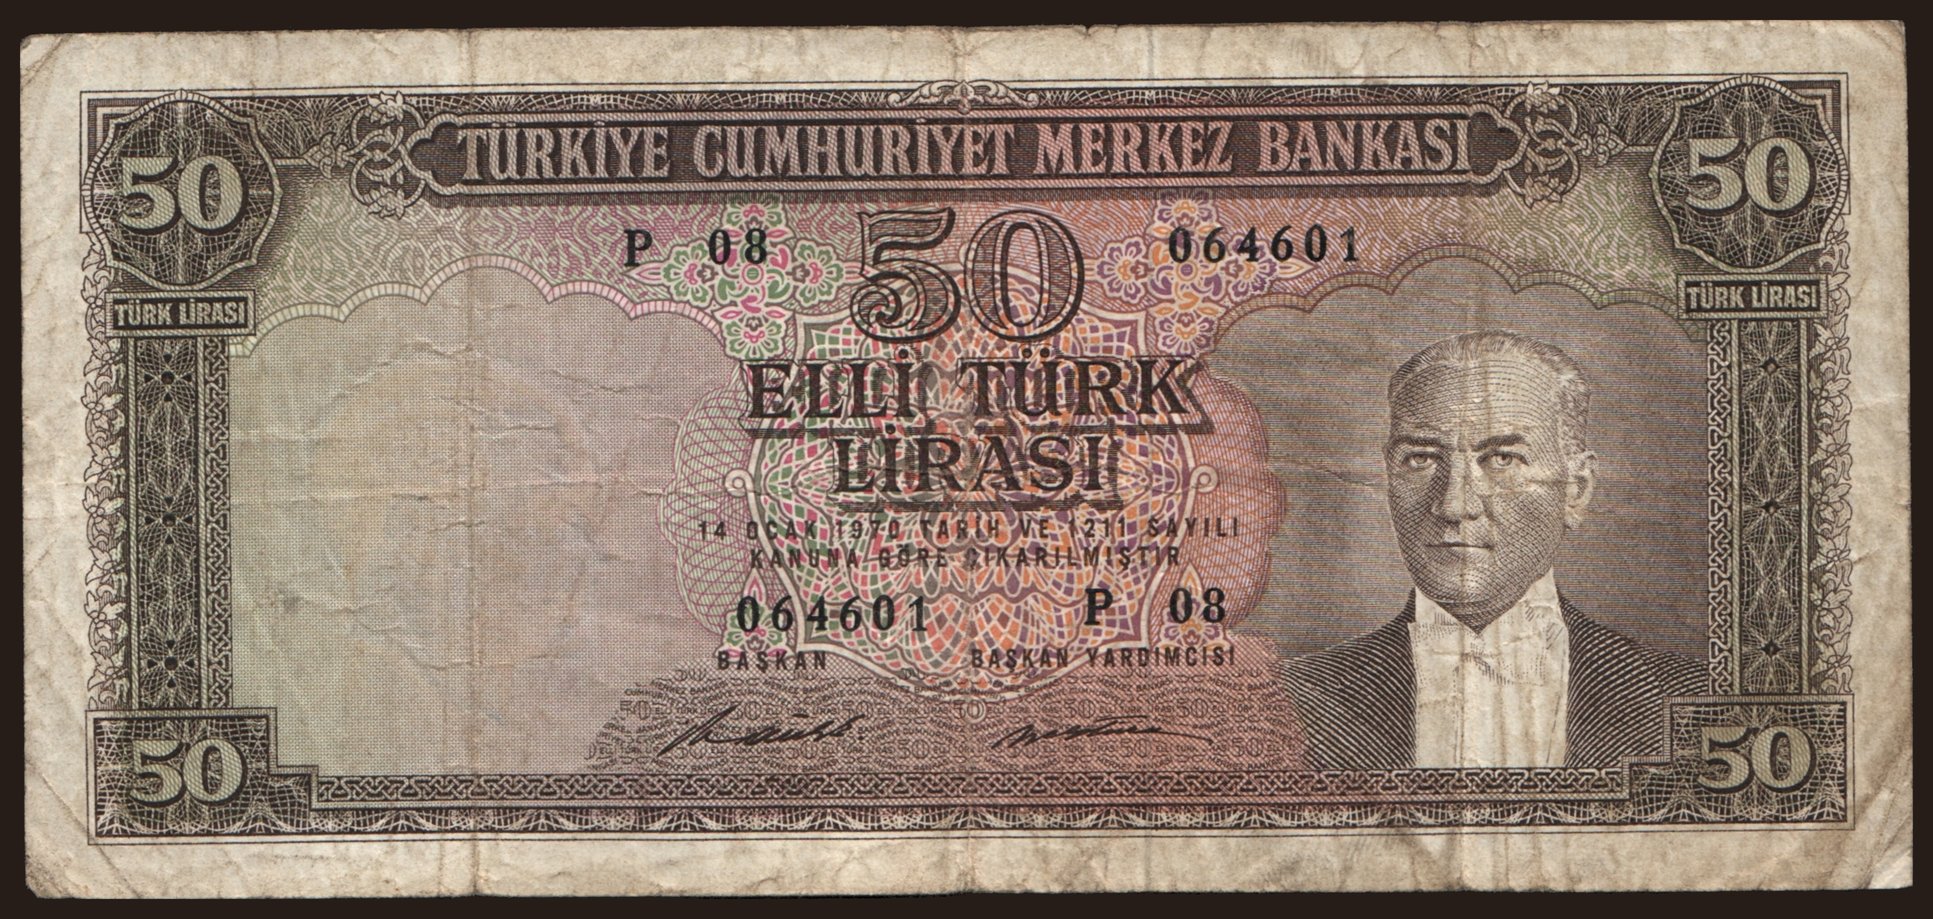 TÜRKİYE CUMHURİYET MERKEZ BANKASI
50 50
P 08 50 064601
TÜRK LİRASI TÜRK LİRASI
ELLİ TÜRK
LİRASI
14 OCAK 1970 TARİH VE 1211 SAYILI
KANUNA GÖRE ÇIKARILMIŞTIR
064601 P 08
BAŞKAN BAŞKAN YARDIMCISI
50 50